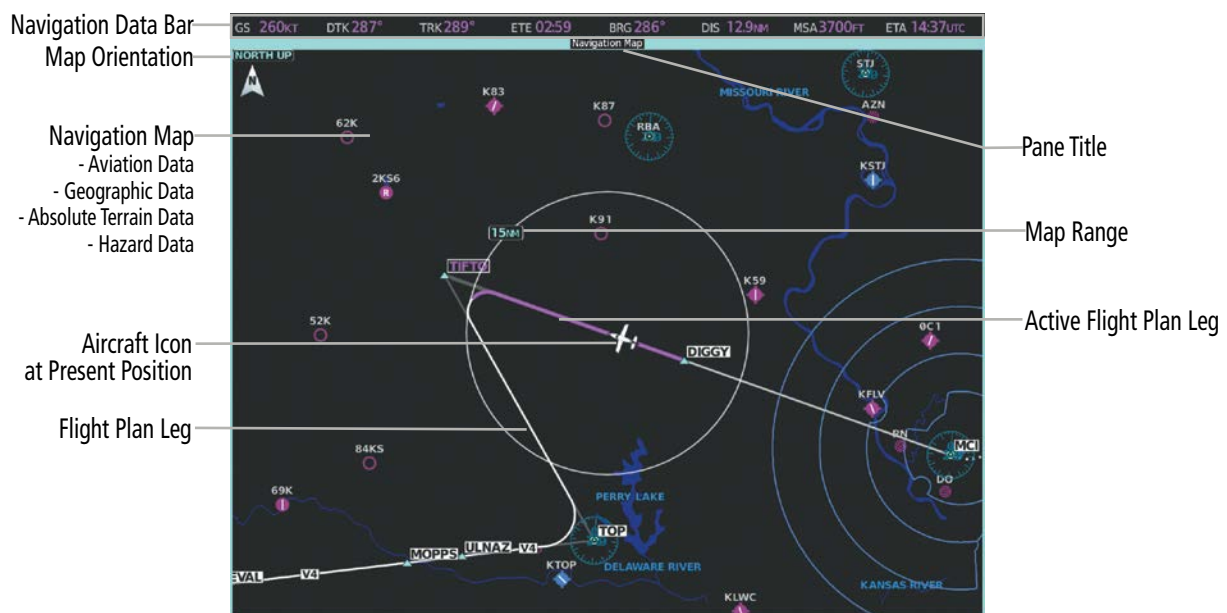 Navigation Data Bar
GS 260KT DTK 287° TRK 289° ETE 02:59 BRG 286° DIS 12.9NM MSA 3700FT ETA 14:37UTC
Map Orientation
Navigation Map
NORTH UP
N
STJ
MISSOURI RIVER
K83
K87
AZN
62K
RBA
Navigation Map
- Aviation Data
- Geographic Data
- Absolute Terrain Data
- Hazard Data
Pane Title
KSTJ
2KS6
R
K91
15NM
Map Range
TIFTO
K59
52K
0C1
Active Flight Plan Leg
Aircraft Icon
at Present Position
DIGGY
KFLV
Flight Plan Leg
RN
MCI
84KS
DO
69K
PERRY LAKE
TOP
MOPPS
ULNAZ
V4
DELAWARE RIVER
KTOP
EVAL
V4
KANSAS RIVER
KLWC